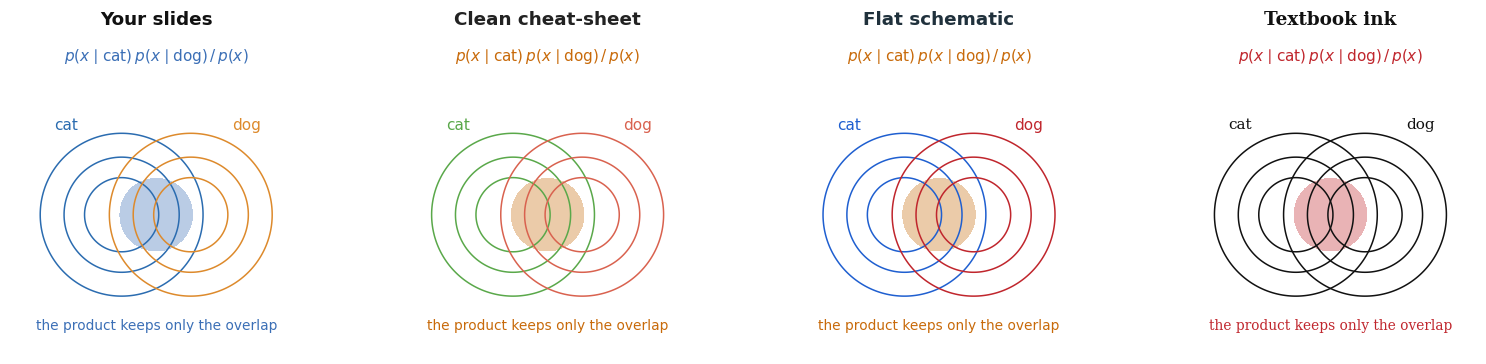 Your slides
p(x | cat) p(x | dog) / p(x)
cat
dog
the product keeps only the overlap
Clean cheat-sheet
p(x | cat) p(x | dog) / p(x)
cat
dog
the product keeps only the overlap
Flat schematic
p(x | cat) p(x | dog) / p(x)
cat
dog
the product keeps only the overlap
Textbook ink
p(x | cat) p(x | dog) / p(x)
cat
dog
the product keeps only the overlap